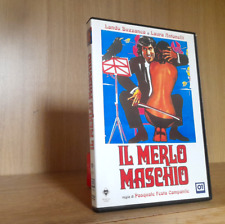 Lando Buzzanca e Laura Antonelli
IL MERLO
MASCHIO
regia di Pasquale Festa Campanile
01